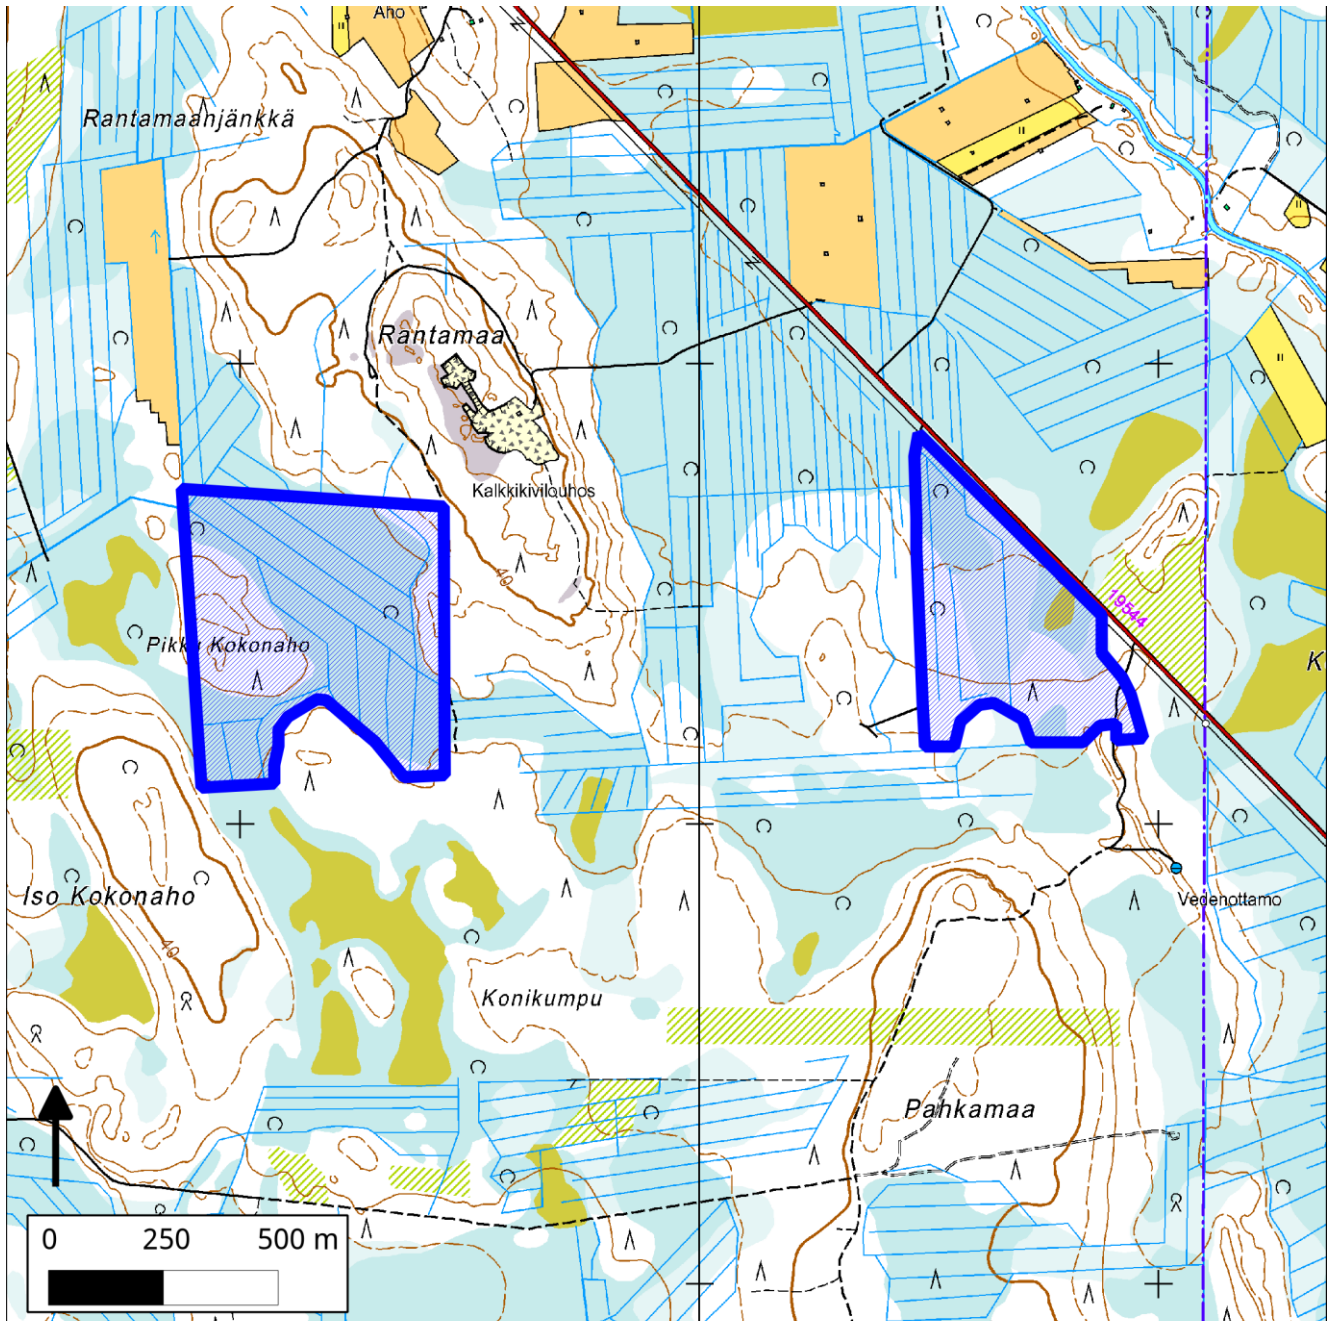 Aho
Rantamaanjänkkä
Rantamaa
Kalkkikivilouhos
40
19544
Pikku Kokonaho
K
Iso Kokonaho
40
Vedenottamo
Konikumpu
Pahkamaa
0 250 500 m